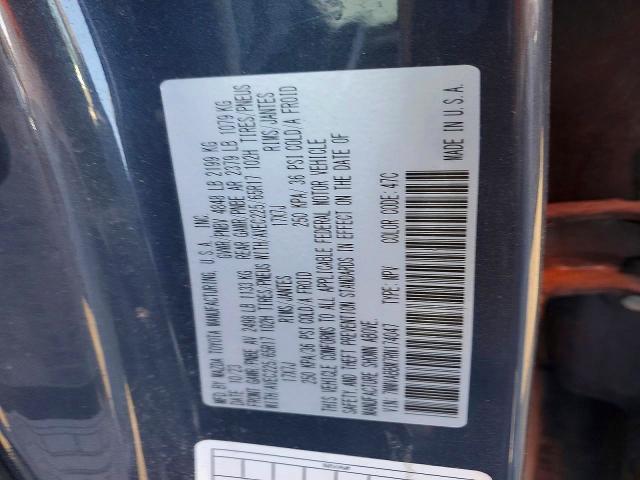 MFD. BY MAZDA TOYOTA MANUFACTURING, U.S.A. INC.
DATE 10/23 GVWR/PNBV 4848 LB 2199 KG
FRONT GAWR/PNBE AV 2498 LB 1133 KG REAR GAWR/PNBE AR 2379 LB 1079 KG
WITH/AVEC225/65R17 102H TIRES/PNEUS WITH/AVEC225/65R17 102H TIRES/PNEUS
17X7J RIMS/JANTES 17X7J RIMS/JANTES
250 KPA/36 PSI COLD/A FROID 250 KPA/ 36 PSI COLD/A FROID
THIS VEHICLE CONFORMS TO ALL APPLICABLE FEDERAL MOTOR VEHICLE
SAFETY AND THEFT PREVENTION STANDARDS IN EFFECT ON THE DATE OF
MANUFACTURE SHOWN ABOVE.
TYPE: MPV COLOR CODE: 47C
MADE IN U.S.A.